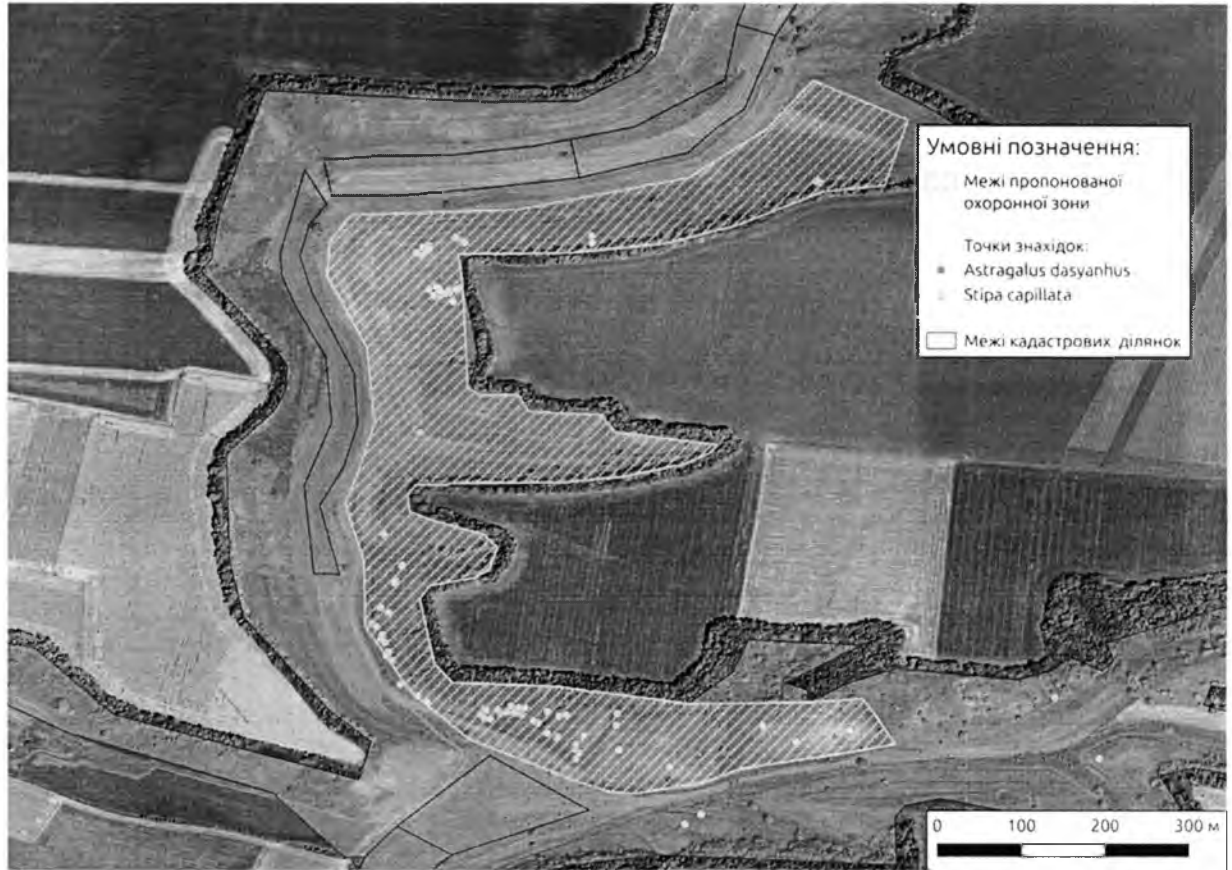 Умовні позначення:
Межі пропонованої
охоронної зони
Точки знахідок:
Astragalus dasyanhus
Stipa capillata
Межі кадастрових ділянок
0 100 200 300 м